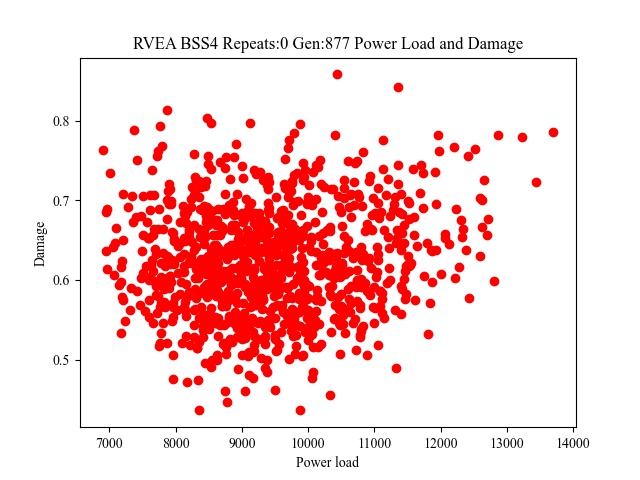 RVEA BSS4 Repeats:0 Gen:877 Power Load and Damage
0.8
0.7
0.6
0.5
Damage
7000 8000 9000 10000 11000 12000 13000 14000
Power load